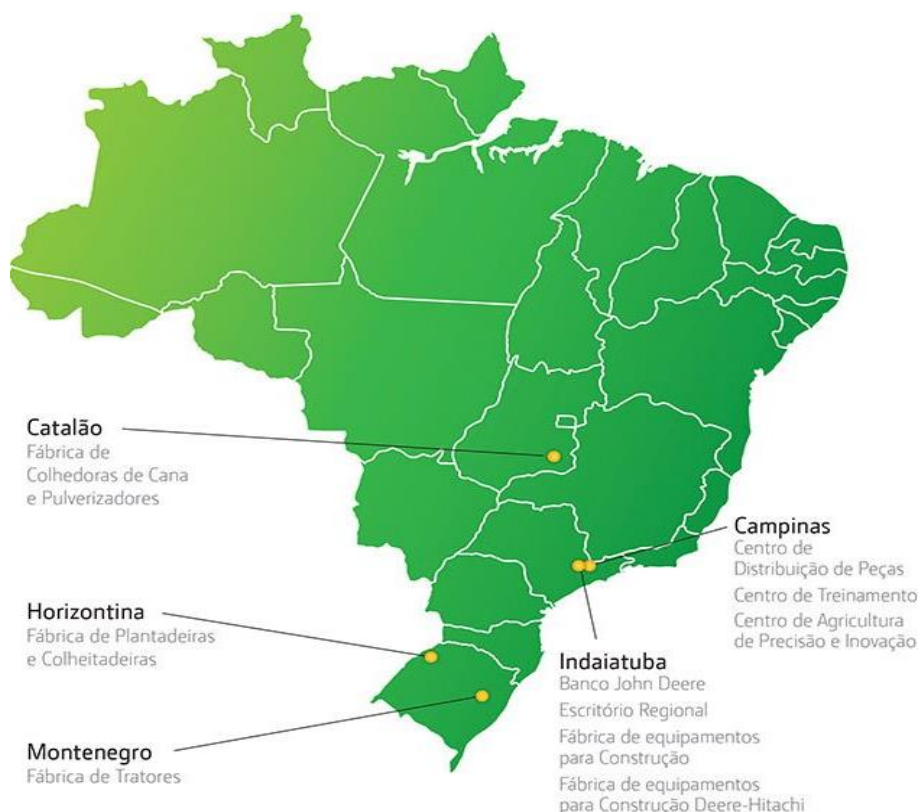 Catalão
Fábrica de
Colhedoras de Cana
e Pulverizadores
Horizontina
Fábrica de Plantadeiras
e Colheitadeiras
Montenegro
Fábrica de Tratores
Campinas
Centro de
Distribuição de Peças
Centro de Treinamento
Centro de Agricultura
de Precisão e Inovação
Indaiatuba
Banco John Deere
Escritório Regional
Fábrica de equipamentos
para Construção
Fábrica de equipamentos
para Construção Deere-Hitachi